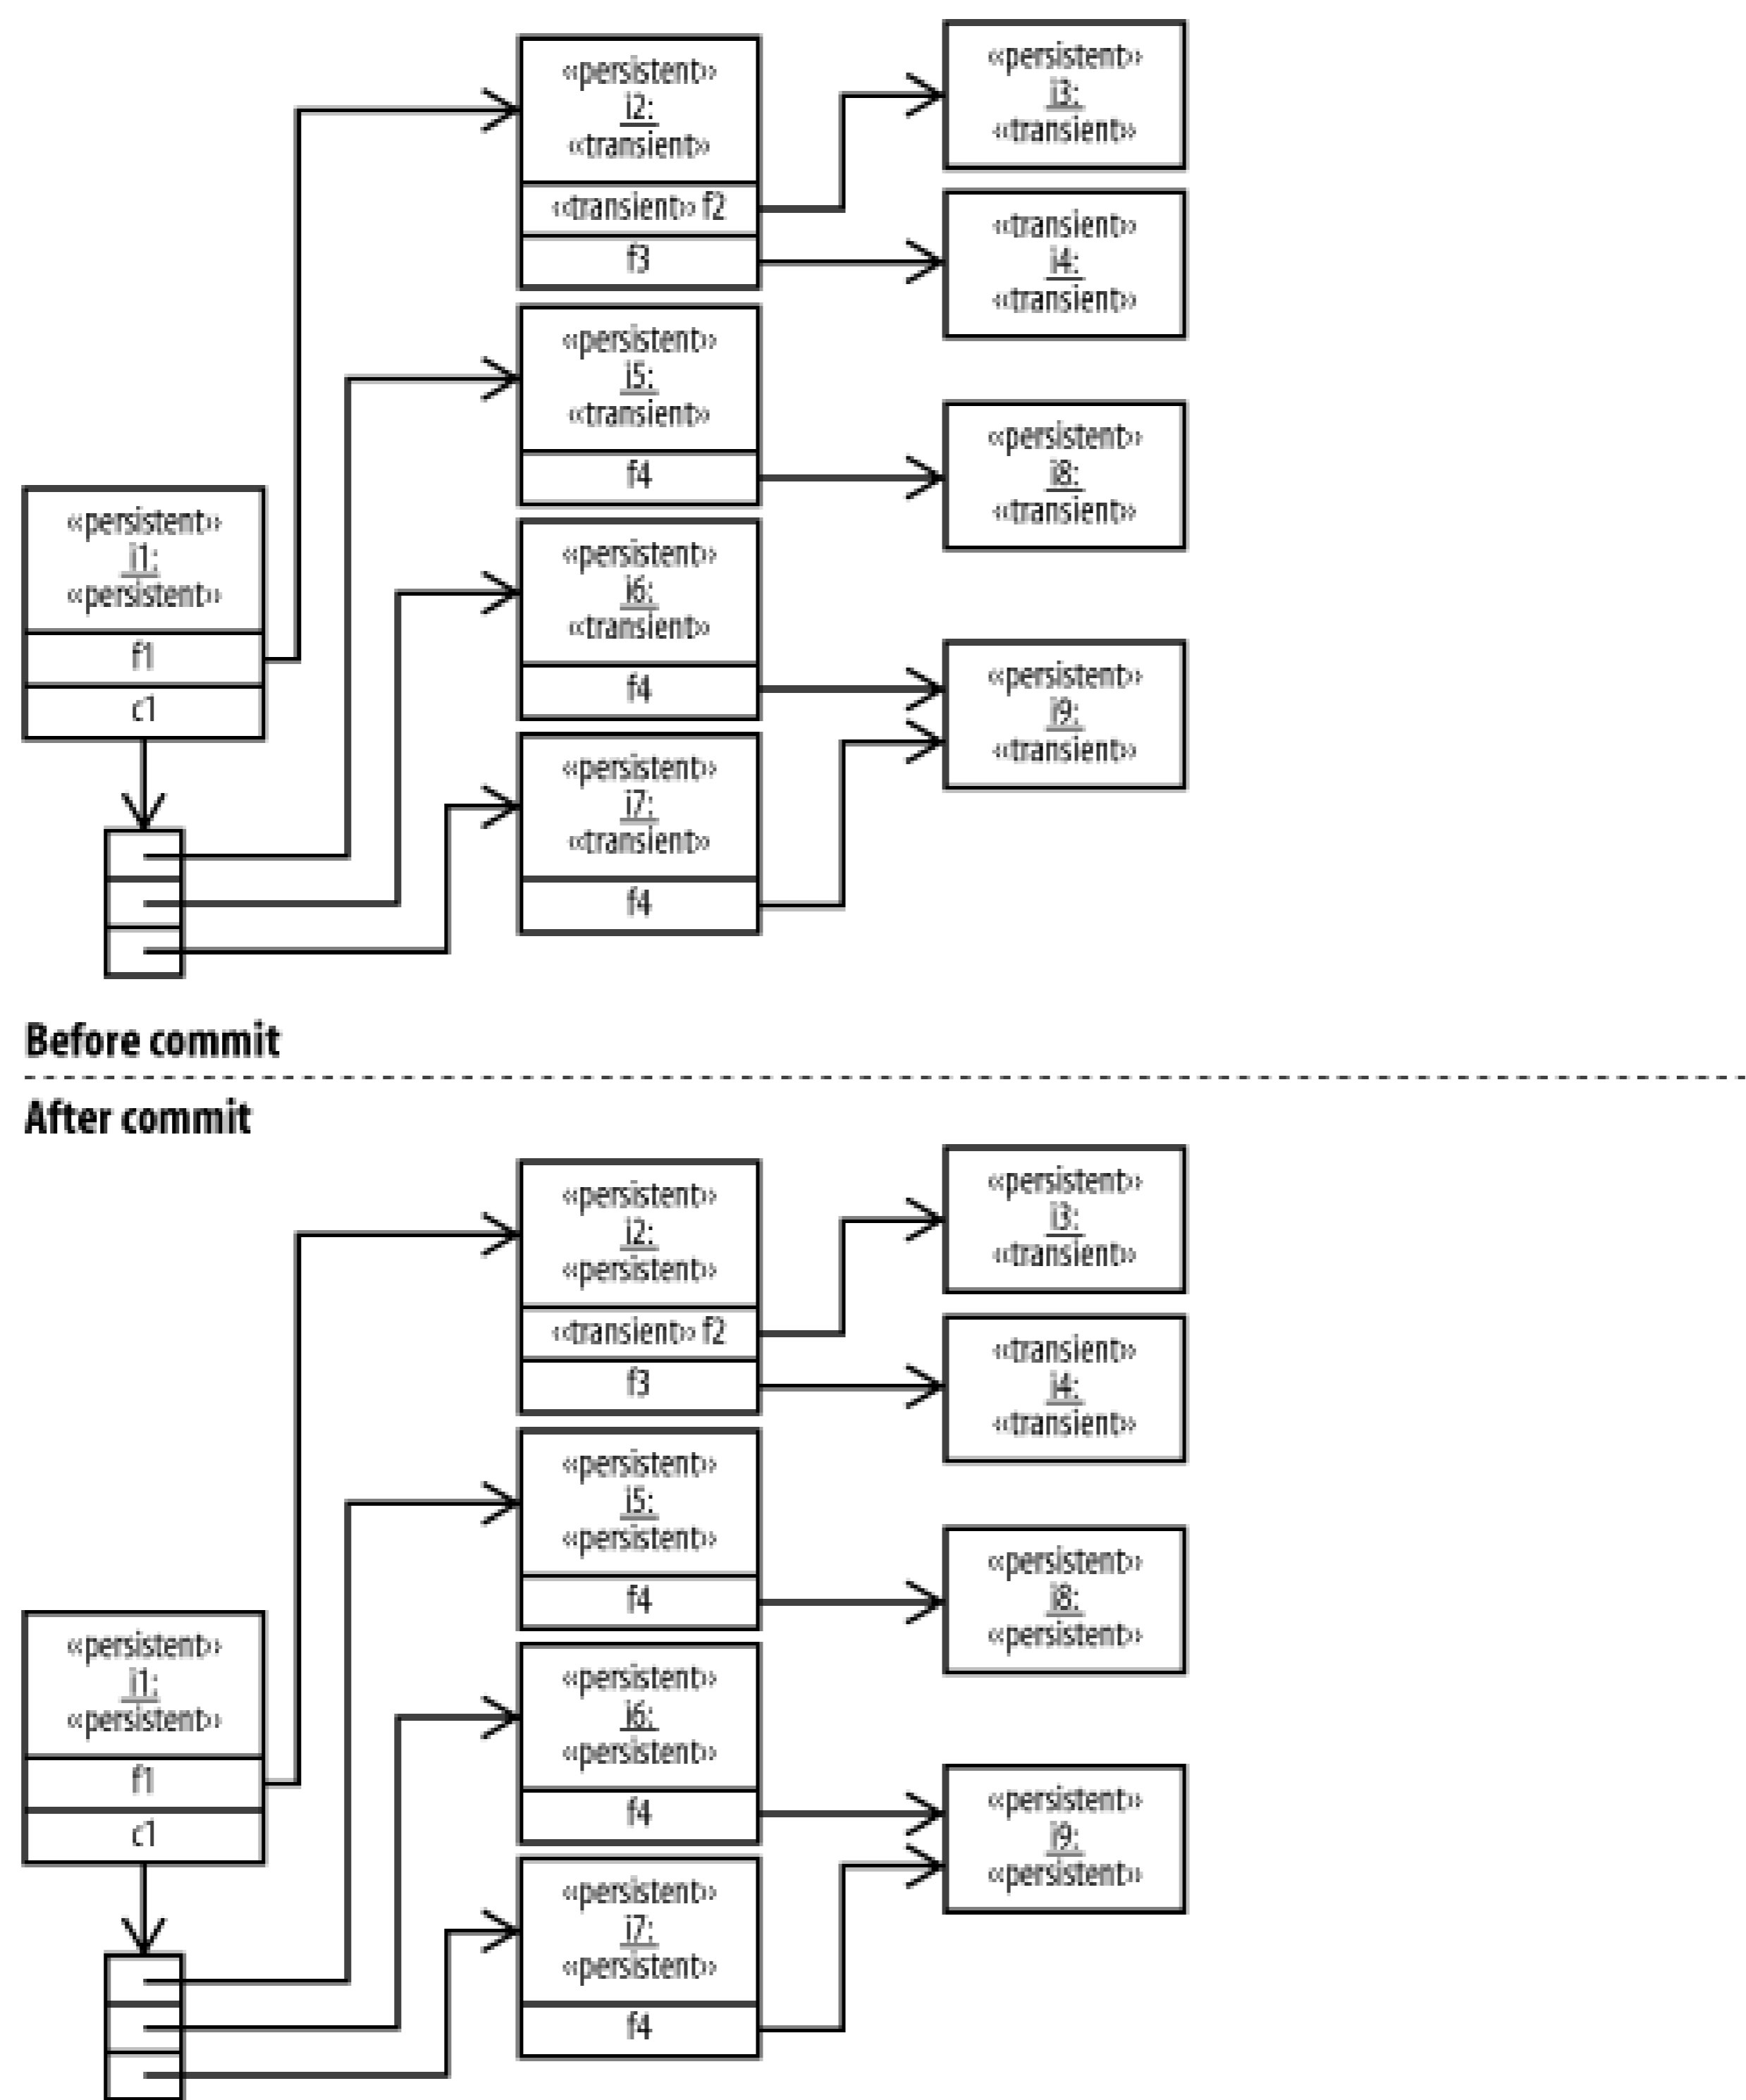 «persistent»
i2:
«transient»
«transient» f2
f3
«persistent»
i3:
«transient»
«transient»
i4:
«transient»
«persistent»
i5:
«transient»
f4
«persistent»
i8:
«transient»
«persistent»
i1:
«persistent»
f1
c1
«persistent»
i6:
«transient»
f4
«persistent»
i9:
«transient»
«persistent»
i7:
«transient»
f4
Before commit
After commit
«persistent»
i2:
«persistent»
«transient» f2
f3
«persistent»
i3:
«transient»
«transient»
i4:
«transient»
«persistent»
i5:
«persistent»
f4
«persistent»
i8:
«persistent»
«persistent»
i1:
«persistent»
f1
c1
«persistent»
i6:
«persistent»
f4
«persistent»
i9:
«persistent»
«persistent»
i7:
«persistent»
f4